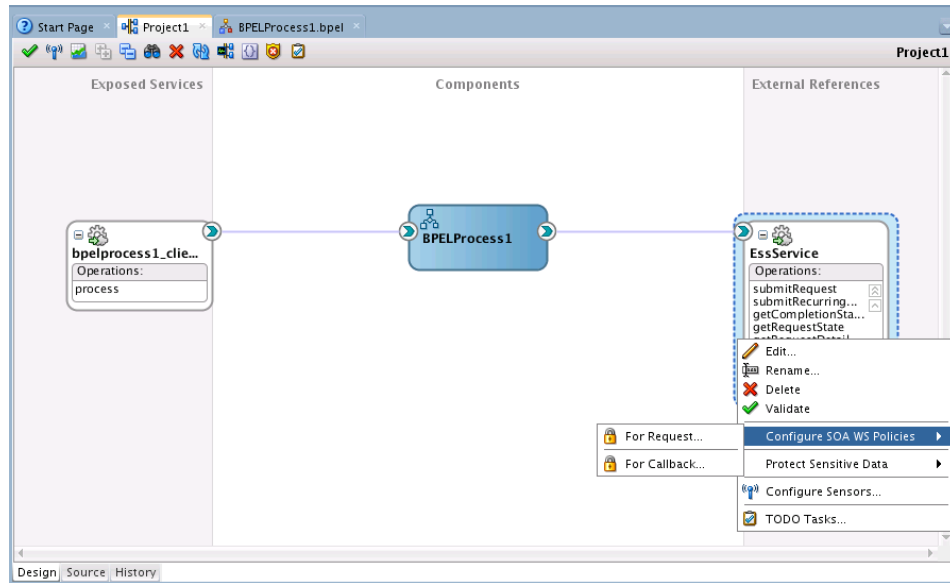 Start Page
Project1
BPELProcess1.bpel
Project1
Exposed Services
Components
External References
bpelprocess1_clie...
Operations:
process
BPELProcess1
EssService
Operations:
submitRequest
submitRecurring...
getCompletionSta...
getRequestState
Edit...
Rename...
Delete
Validate
Configure SOA WS Policies
For Request...
For Callback...
Protect Sensitive Data
Configure Sensors...
TODO Tasks...
Design Source History